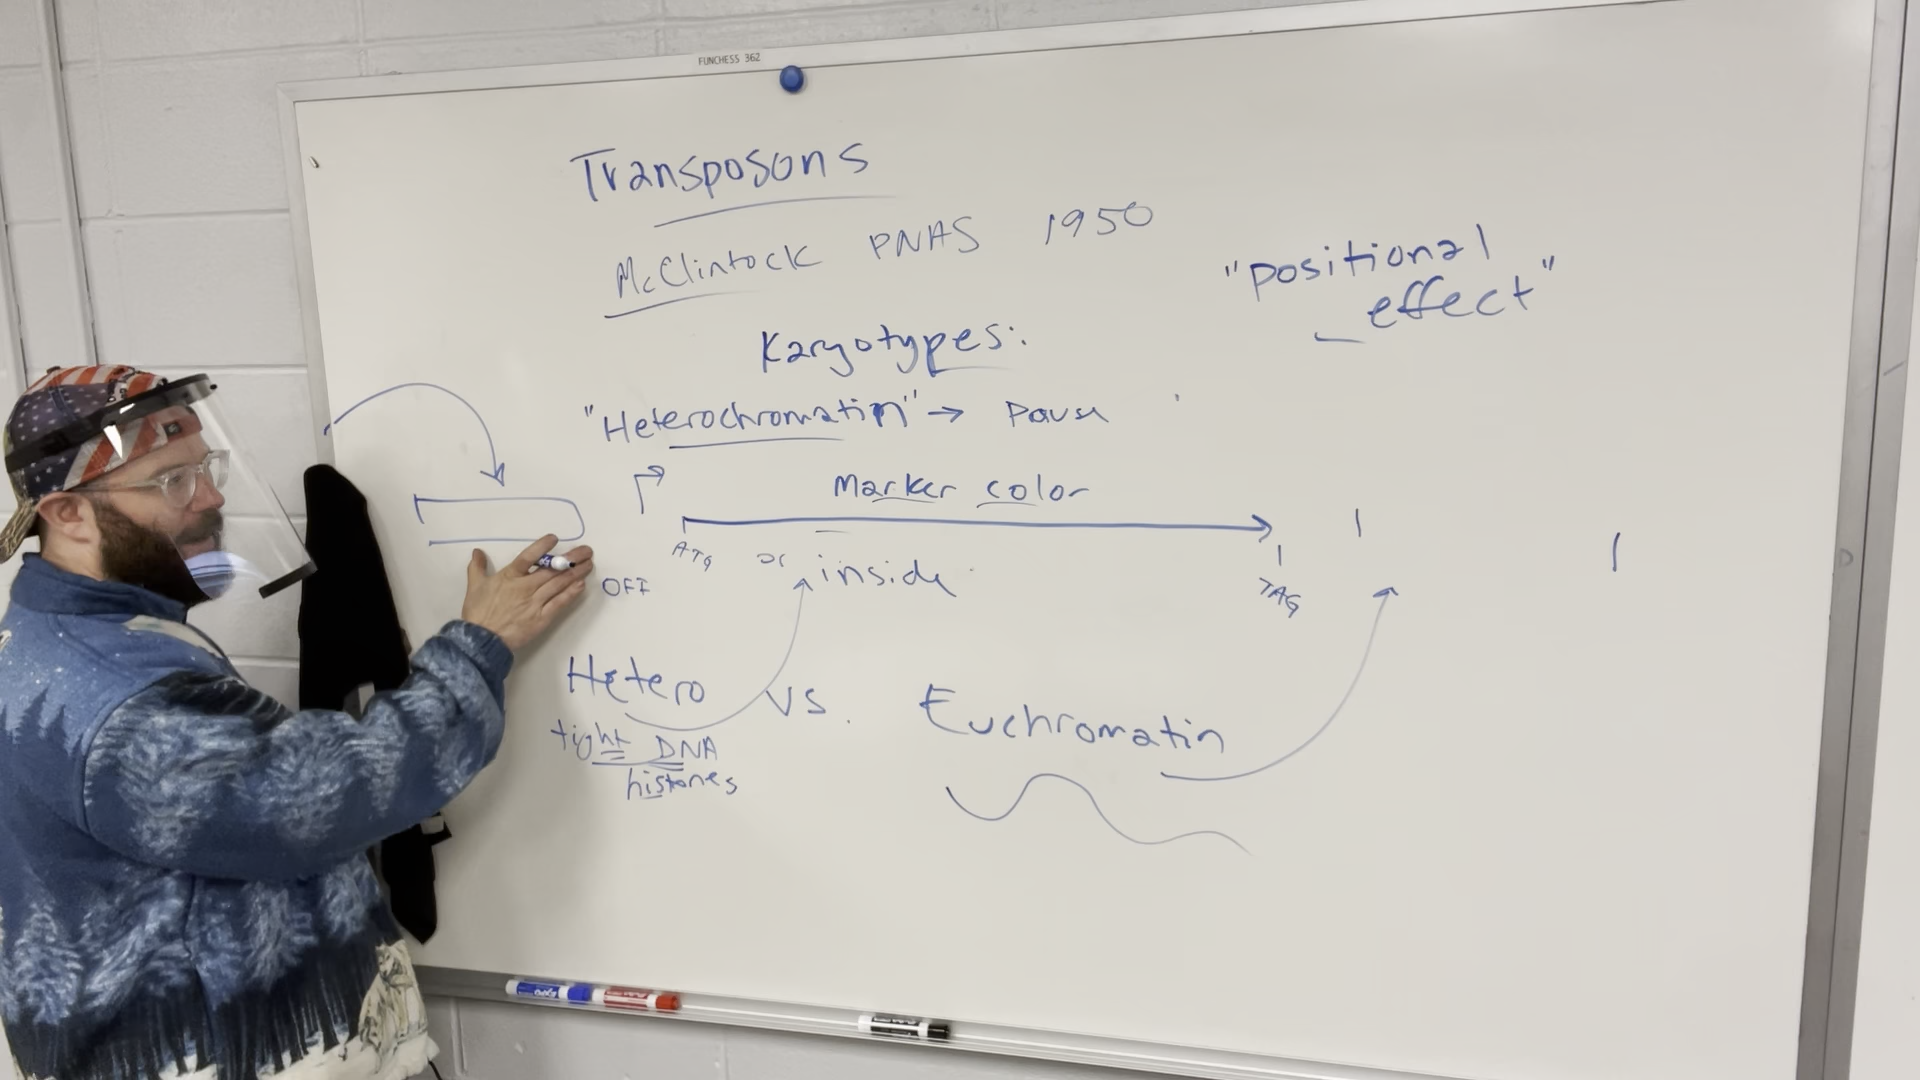 FUNCHESS 362
Transposons
McClintock PNAS 1950
"positional
effect"
Karyotypes:
"Heterochromatin" → Pause
Marker color
ATG or inside
TAG
OFF
Hetero vs. Euchromatin
tight DNA
histones
EXPO